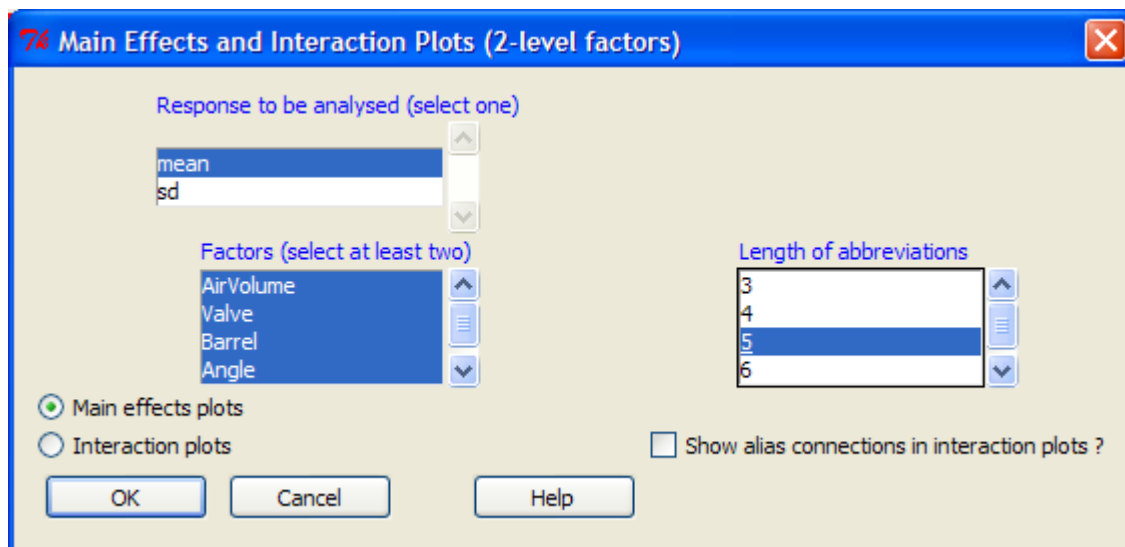 Main Effects and Interaction Plots (2-level factors)
Response to be analysed (select one)
mean
sd
Factors (select at least two)
AirVolume
Valve
Barrel
Angle
Length of abbreviations
3
4
5
6
Main effects plots
Interaction plots
Show alias connections in interaction plots ?
OK
Cancel
Help